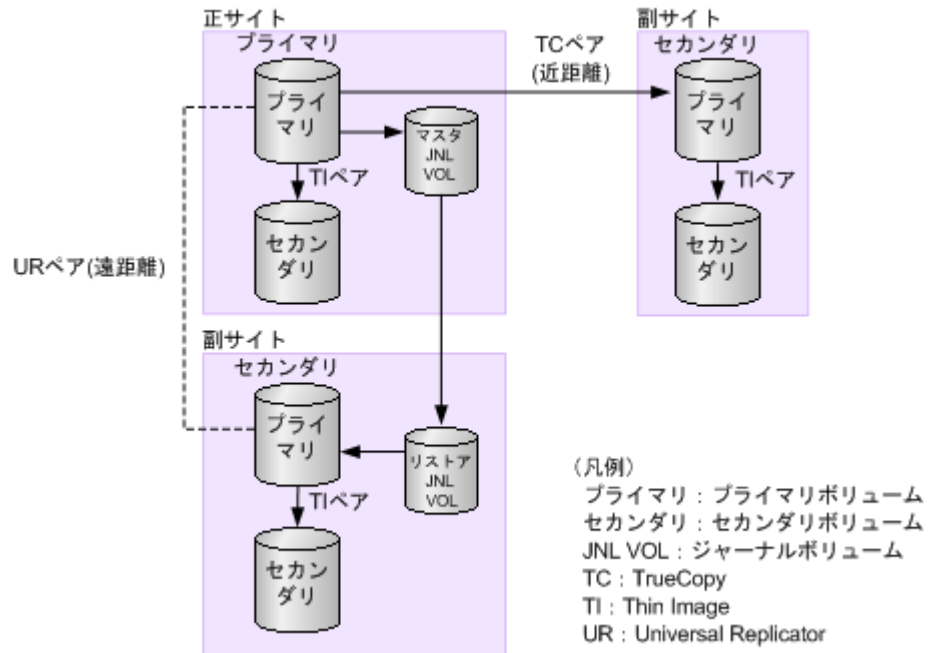 正サイト
プライマリ
プライ
マリ
マスタ
JNL
VOL
TIペア
セカン
ダリ
TCペア
(近距離)
副サイト
セカンダリ
プライ
マリ
TIペア
セカン
ダリ
URペア(遠距離)
副サイト
セカンダリ
プライ
マリ
リストア
JNL
VOL
TIペア
セカン
ダリ
（凡例）
プライマリ：プライマリボリューム
セカンダリ：セカンダリボリューム
JNL VOL：ジャーナルボリューム
TC：TrueCopy
TI：Thin Image
UR：Universal Replicator